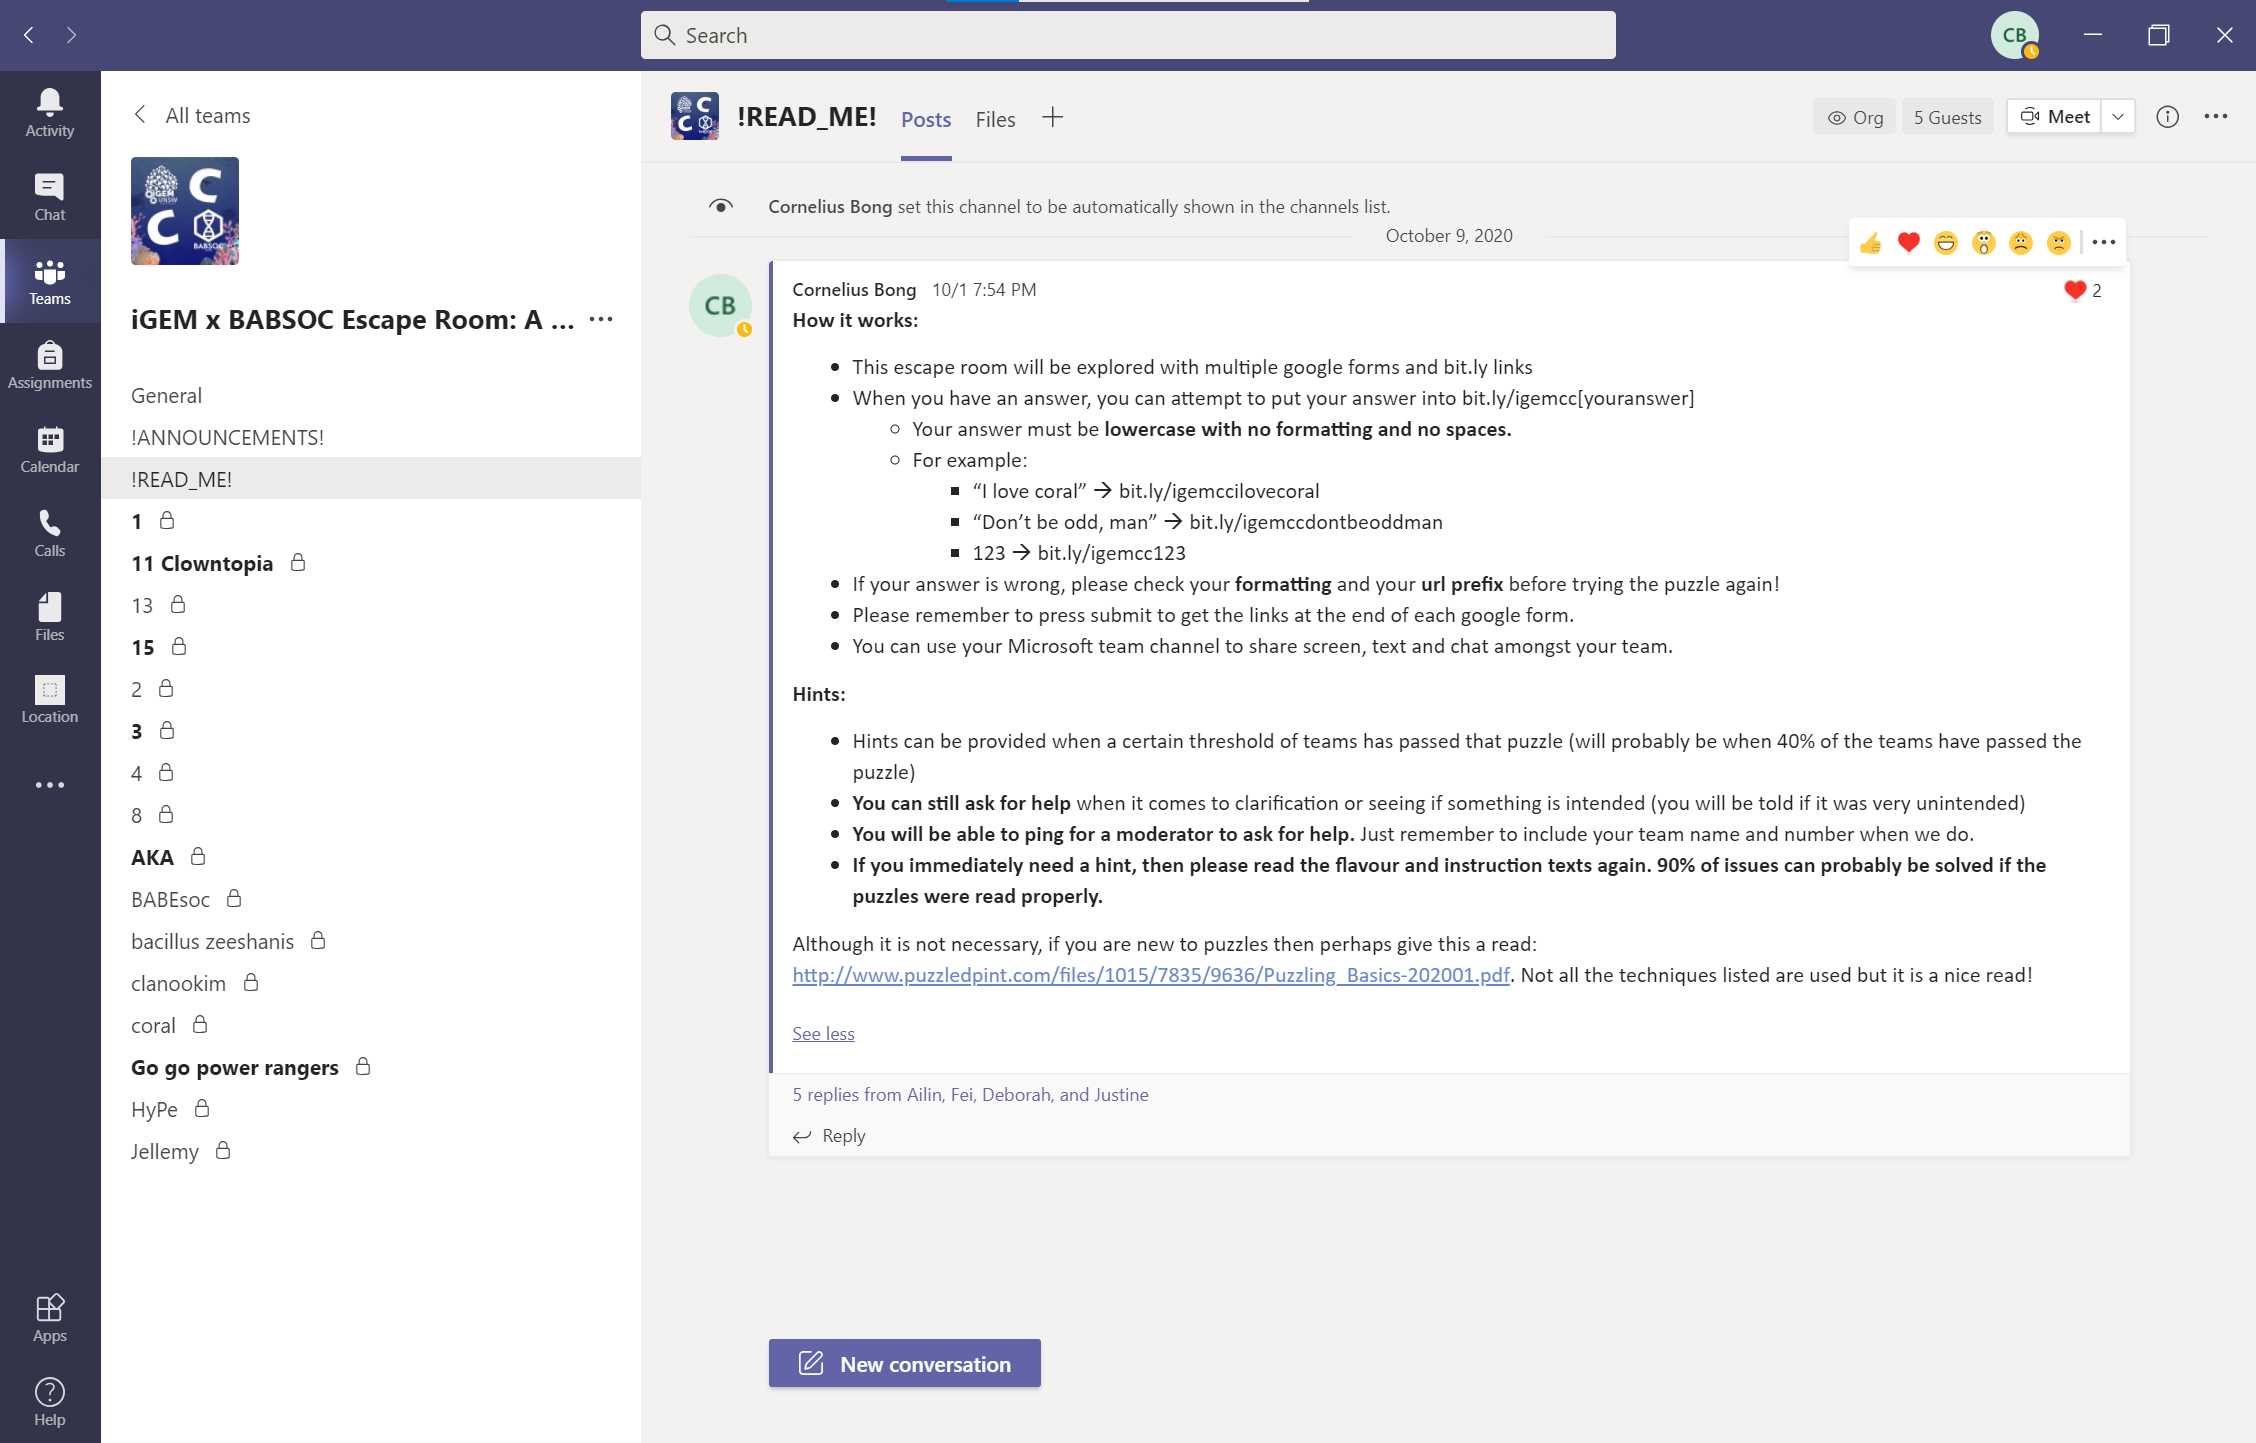 Search
CB
Activity
Chat
Teams
Assignments
Calendar
Calls
Files
Location
Apps
Help
All teams
iGEM UNSW
C
C
BABSOC
iGEM x BABSOC Escape Room: A ...
General
!ANNOUNCEMENTS!
!READ_ME!
1
11 Clowntopia
13
15
2
3
4
8
AKA
BABEsoc
bacillus zeeshanis
clanookim
coral
Go go power rangers
HyPe
Jellemy
C
C
!READ_ME! Posts Files
Org 5 Guests Meet
Cornelius Bong set this channel to be automatically shown in the channels list.
October 9, 2020
CB
Cornelius Bong 10/1 7:54 PM
2
How it works:
• This escape room will be explored with multiple google forms and bit.ly links
• When you have an answer, you can attempt to put your answer into bit.ly/igemcc[youranswer]
○ Your answer must be lowercase with no formatting and no spaces.
○ For example:
▪ “I love coral” → bit.ly/igemccilovecoral
▪ “Don’t be odd, man” → bit.ly/igemccdontbeoddman
▪ 123 → bit.ly/igemcc123
• If your answer is wrong, please check your formatting and your url prefix before trying the puzzle again!
• Please remember to press submit to get the links at the end of each google form.
• You can use your Microsoft team channel to share screen, text and chat amongst your team.
Hints:
• Hints can be provided when a certain threshold of teams has passed that puzzle (will probably be when 40% of the teams have passed the
puzzle)
• You can still ask for help when it comes to clarification or seeing if something is intended (you will be told if it was very unintended)
• You will be able to ping for a moderator to ask for help. Just remember to include your team name and number when we do.
• If you immediately need a hint, then please read the flavour and instruction texts again. 90% of issues can probably be solved if the
puzzles were read properly.
Although it is not necessary, if you are new to puzzles then perhaps give this a read:
http://www.puzzledpint.com/files/1015/7835/9636/Puzzling_Basics-202001.pdf. Not all the techniques listed are used but it is a nice read!
See less
5 replies from Ailin, Fei, Deborah, and Justine
Reply
New conversation